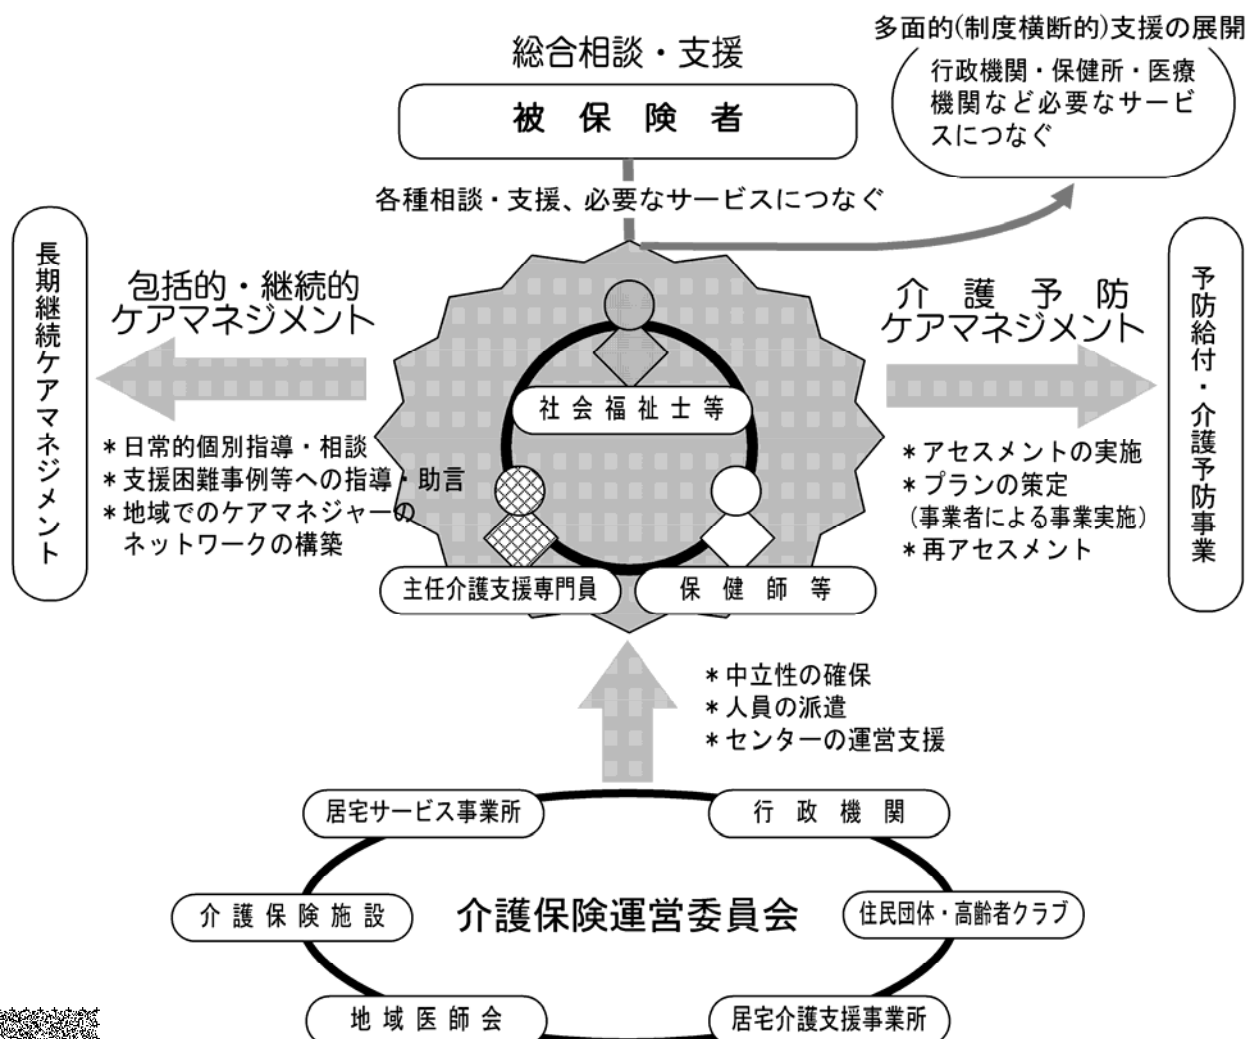 多面的(制度横断的)支援の展開
行政機関・保健所・医療
機関など必要なサービ
スにつなぐ
総合相談・支援
被保険者
各種相談・支援、必要なサービスにつなぐ
長期継続ケアマネジメント
包括的・継続的
ケアマネジメント
＊日常的個別指導・相談
＊支援困難事例等への指導・助言
＊地域でのケアマネジャーの
ネットワークの構築
社会福祉士等
主任介護支援専門員
保健師等
介護予防
ケアマネジメント
＊アセスメントの実施
＊プランの策定
（事業者による事業実施）
＊再アセスメント
予防給付・介護予防事業
＊中立性の確保
＊人員の派遣
＊センターの運営支援
居宅サービス事業所
行政機関
介護保険施設
介護保険運営委員会
住民団体・高齢者クラブ
地域医師会
居宅介護支援事業所